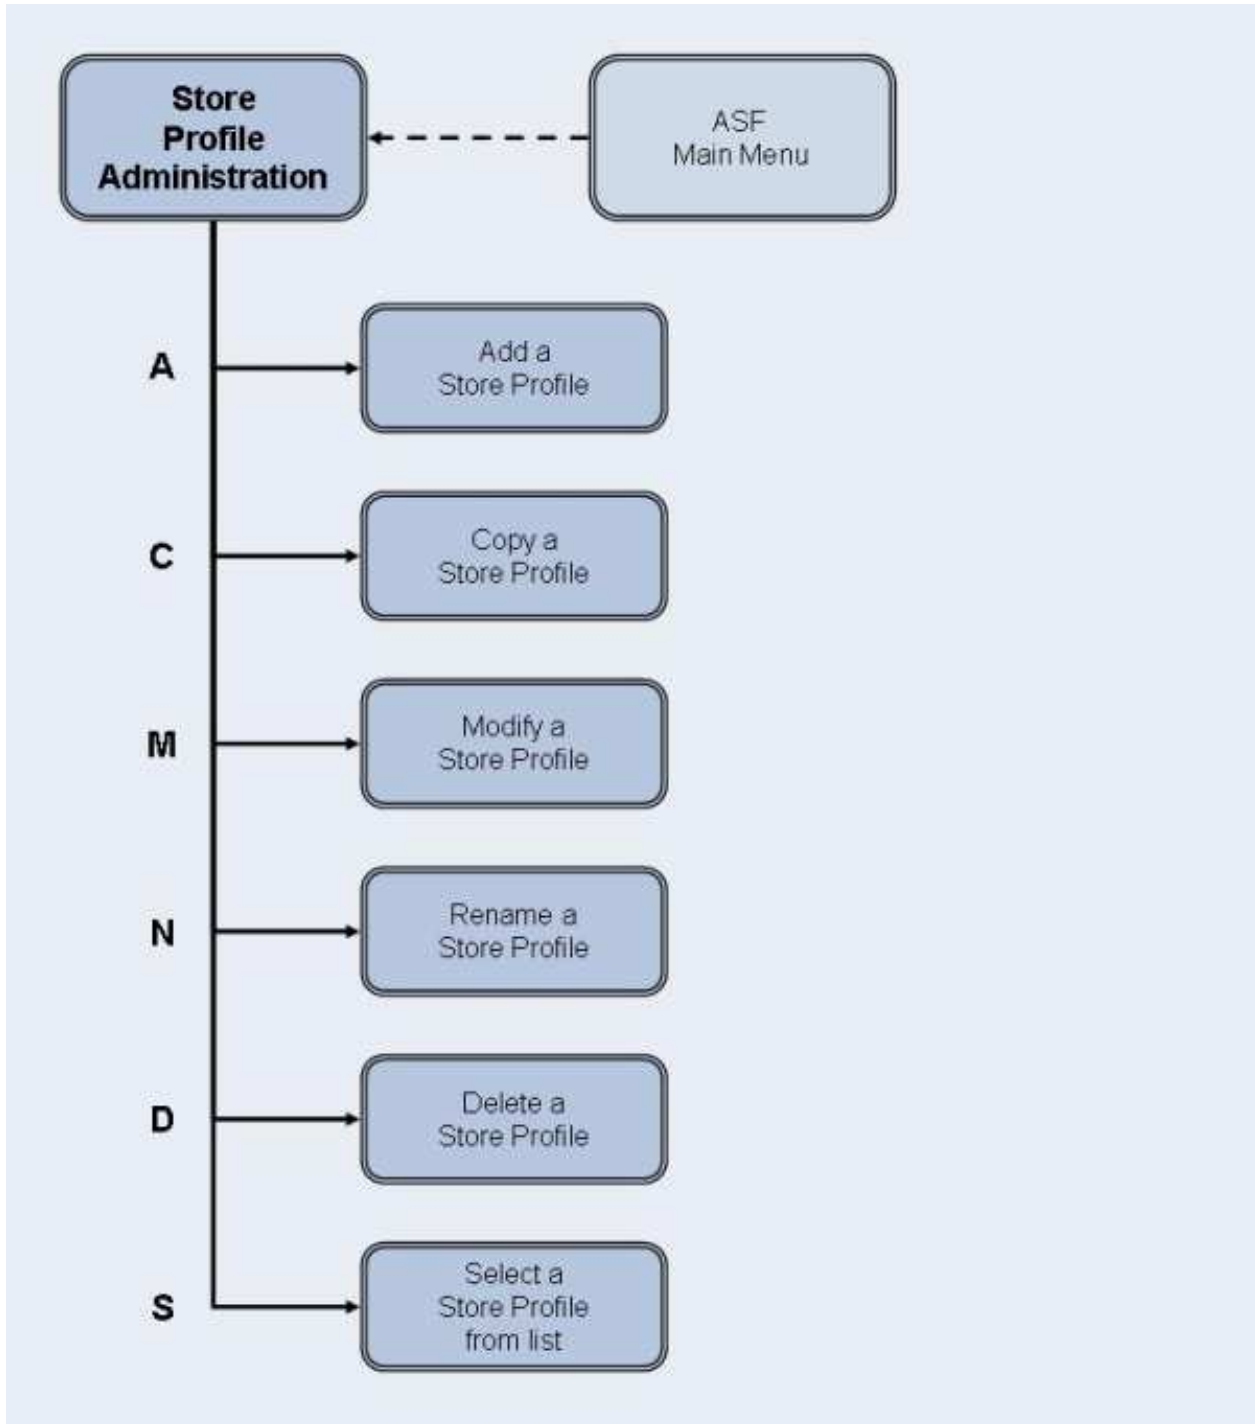 Store
Profile
Administration
ASF
Main Menu
A
Add a
Store Profile
C
Copy a
Store Profile
M
Modify a
Store Profile
N
Rename a
Store Profile
D
Delete a
Store Profile
S
Select a
Store Profile
from list